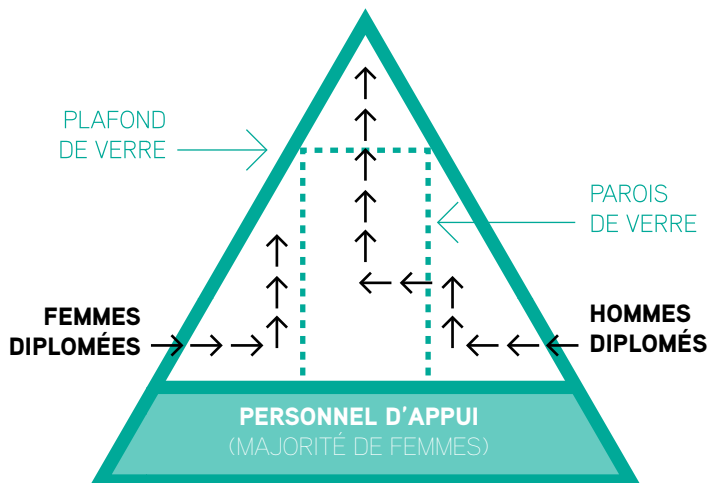 PLAFOND
DE VERRE
PAROIS
DE VERRE
FEMMES
DIPLOMÉES
HOMMES
DIPLOMÉS
PERSONNEL D'APPUI
(MAJORITÉ DE FEMMES)